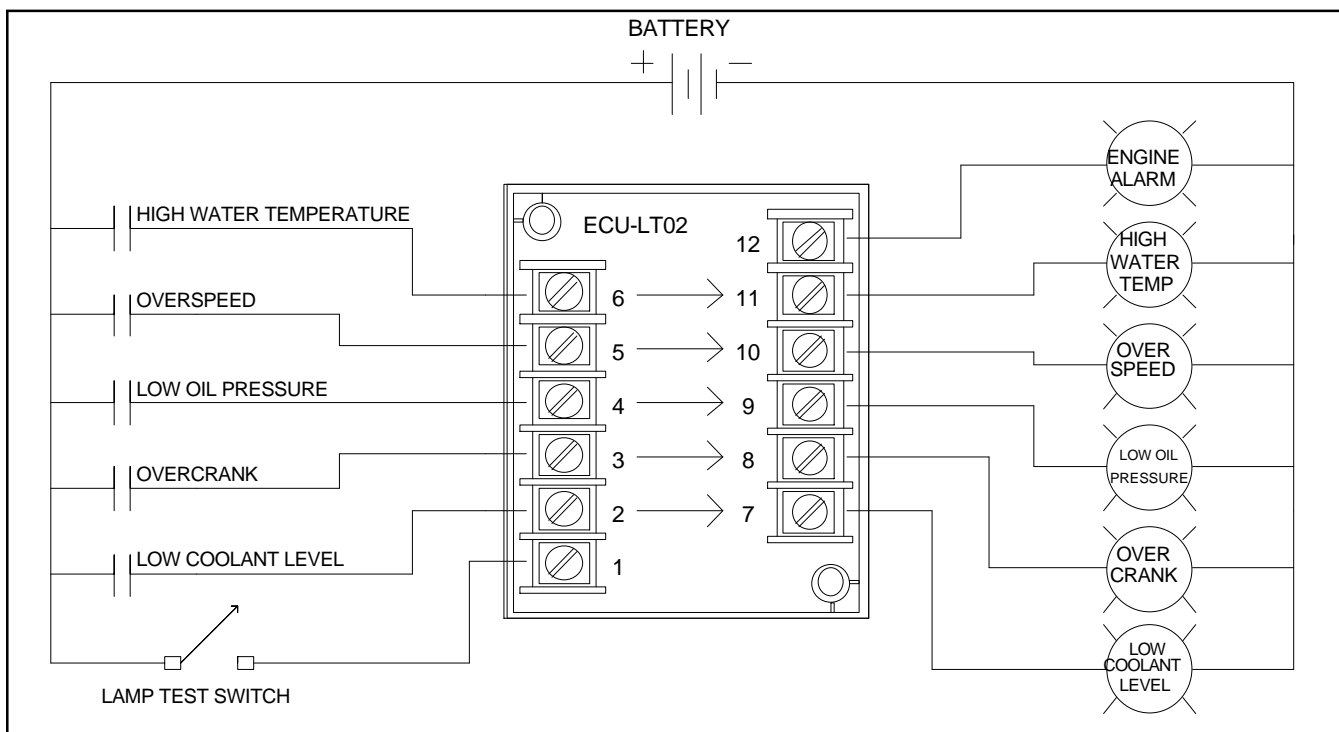 BATTERY
+ −
ENGINE
ALARM
HIGH WATER TEMPERATURE
ECU-LT02
12
HIGH
WATER
TEMP
6
11
OVERSPEED
5
10
OVER
SPEED
LOW OIL PRESSURE
4
9
OVERCRANK
3
8
LOW OIL
PRESSURE
2
7
LOW COOLANT LEVEL
1
OVER
CRANK
LOW
COOLANT
LEVEL
LAMP TEST SWITCH